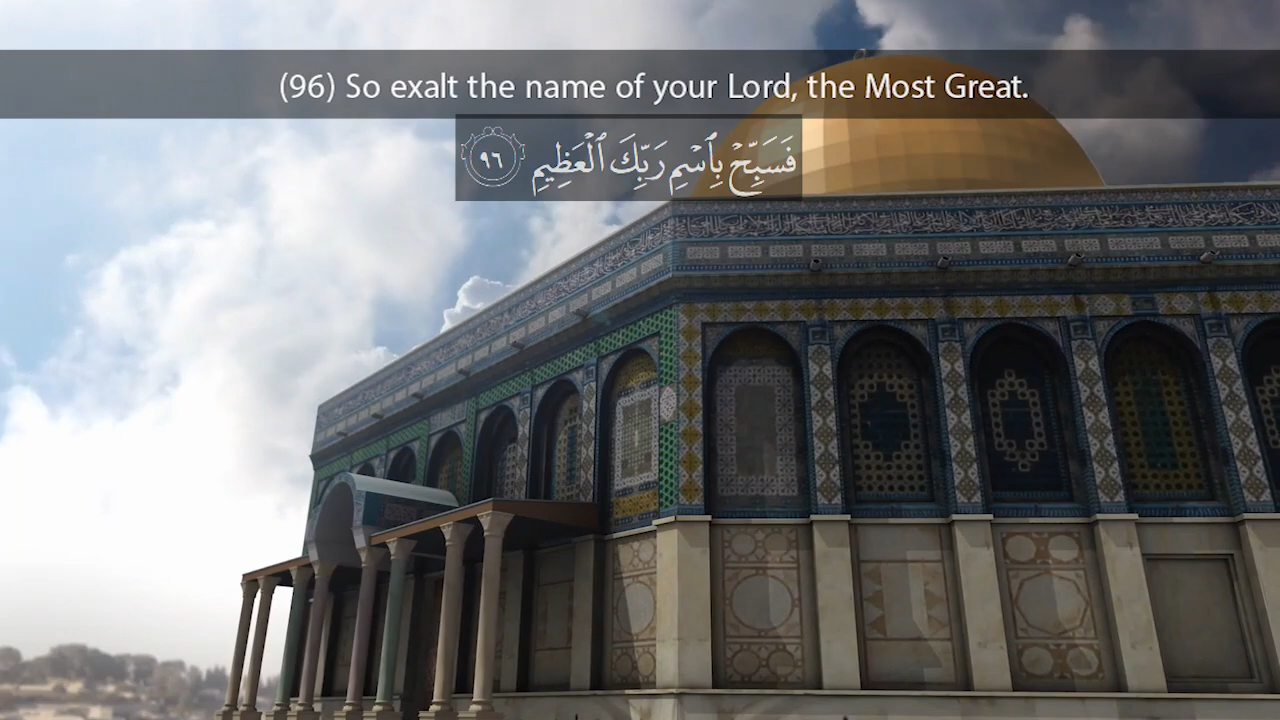 (96) So exalt the name of your Lord, the Most Great.
فَسَبِّحْ بِٱسْمِ رَبِّكَ ٱلْعَظِيمِ ٩٦